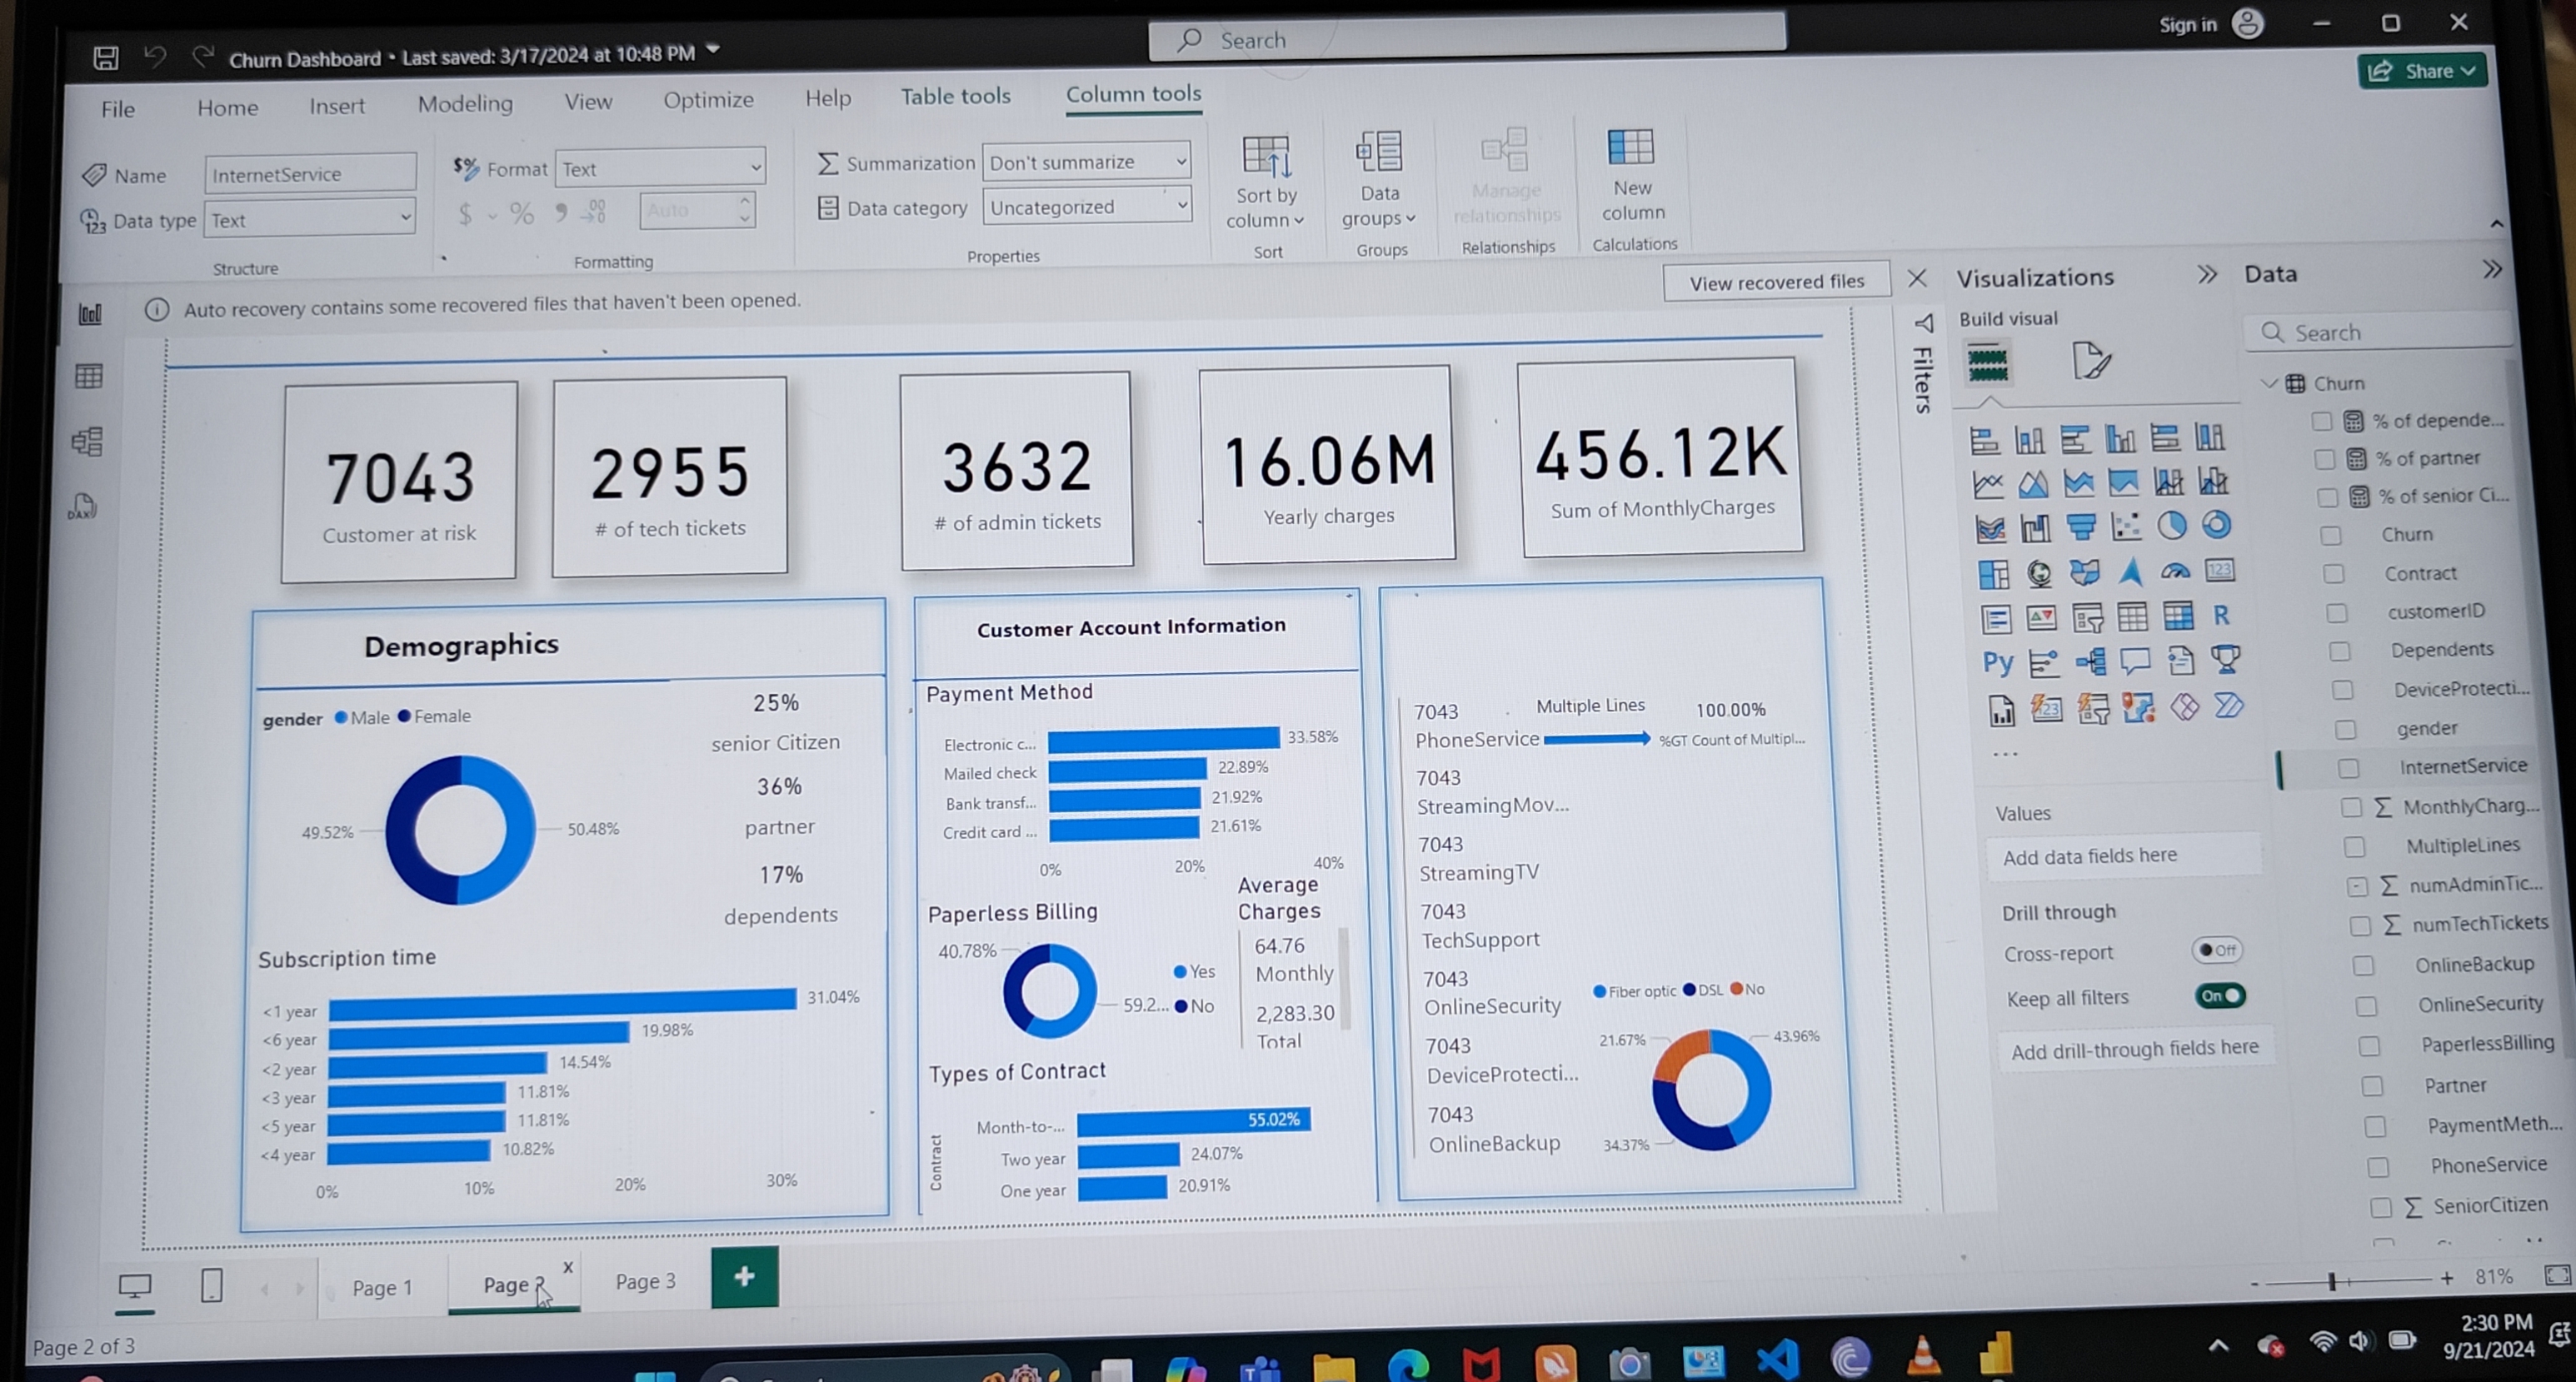 Churn Dashboard • Last saved: 3/17/2024 at 10:48 PM
Search
Sign in
File Home Insert Modeling View Optimize Help Table tools Column tools
Share
Name InternetService
Data type Text
Structure
$% Format Text
$ % Auto
Formatting
Summarization Don't summarize
Data category Uncategorized
Properties
Sort by
column
Sort
Data
groups
Groups
Manage
relationships
Relationships
New
column
Calculations
Auto recovery contains some recovered files that haven't been opened.
View recovered files
7043
Customer at risk
2955
# of tech tickets
3632
# of admin tickets
16.06M
Yearly charges
456.12K
Sum of MonthlyCharges
Demographics
gender Male Female
49.52%
50.48%
25%
senior Citizen
36%
partner
17%
dependents
Subscription time
<1 year 31.04%
<6 year 19.98%
<2 year 14.54%
<3 year 11.81%
<5 year 11.81%
<4 year 10.82%
0% 10% 20% 30%
Customer Account Information
Payment Method
Electronic c... 33.58%
Mailed check 22.89%
Bank transf... 21.92%
Credit card ... 21.61%
0% 20% 40%
Paperless Billing
40.78%
59.2...
Yes
No
Average
Charges
64.76
Monthly
2,283.30
Total
Types of Contract
Contract
Month-to-... 55.02%
Two year 24.07%
One year 20.91%
7043
PhoneService
Multiple Lines
100.00%
%GT Count of Multipl...
7043
StreamingMov...
7043
StreamingTV
7043
TechSupport
7043
OnlineSecurity
7043
DeviceProtecti...
7043
OnlineBackup
Fiber optic DSL No
21.67%
43.96%
34.37%
Filters
Visualizations
Build visual
123
R
Py
123
...
Values
Add data fields here
Drill through
Cross-report Off
Keep all filters On
Add drill-through fields here
Data
Search
Churn
% of depende...
% of partner
% of senior Ci...
Churn
Contract
customerID
Dependents
DeviceProtecti...
gender
InternetService
MonthlyCharg...
MultipleLines
numAdminTic...
numTechTickets
OnlineBackup
OnlineSecurity
PaperlessBilling
Partner
PaymentMeth...
PhoneService
SeniorCitizen
DAX
Page 1
Page 2 x
Page 3
+
Page 2 of 3
- + 81%
2:30 PM
9/21/2024